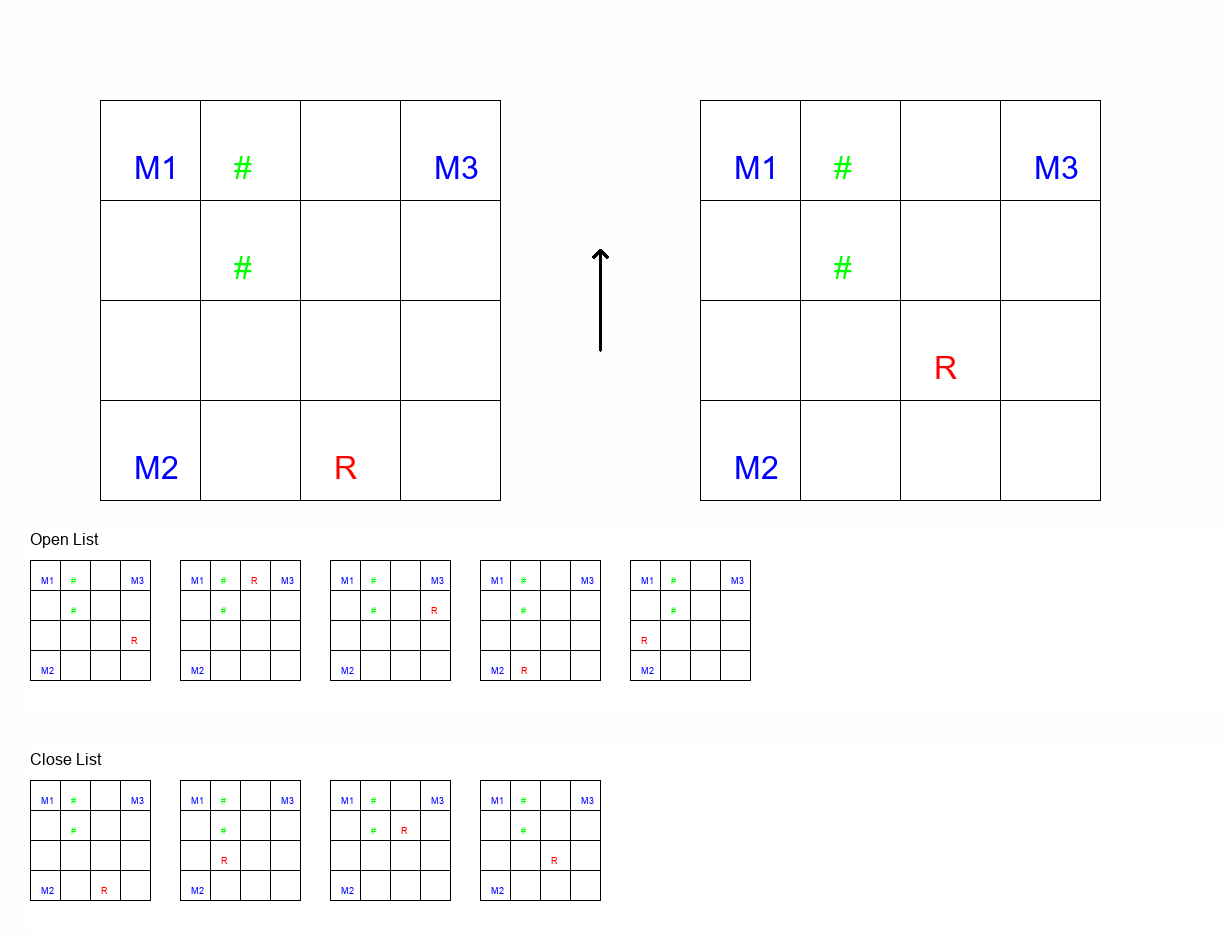 M1 # M3 M1 # M3
# #
R
M2 R M2
Open List
M1 # M3 M1 # R M3 M1 # M3 M1 # M3 M1 # M3
# # # R # #
R R
M2 M2 M2 M2 R M2
Close List
M1 # M3 M1 # M3 M1 # M3 M1 # M3
# # # R #
R R
M2 R M2 M2 M2